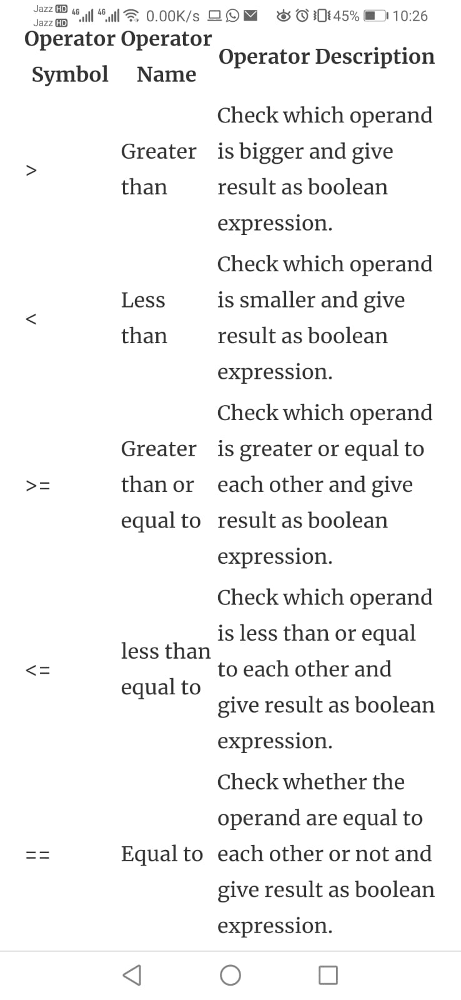 Jazz HD 4G 4G 0.00K/s 45% 10:26
Jazz HD
Operator Operator
Operator Description
Symbol Name
Check which operand
Greater is bigger and give
>
than result as boolean
expression.
Check which operand
Less is smaller and give
<
than result as boolean
expression.
Check which operand
Greater is greater or equal to
>= than or each other and give
equal to result as boolean
expression.
Check which operand
is less than or equal
less than
<= to each other and
equal to
give result as boolean
expression.
Check whether the
operand are equal to
== Equal to each other or not and
give result as boolean
expression.